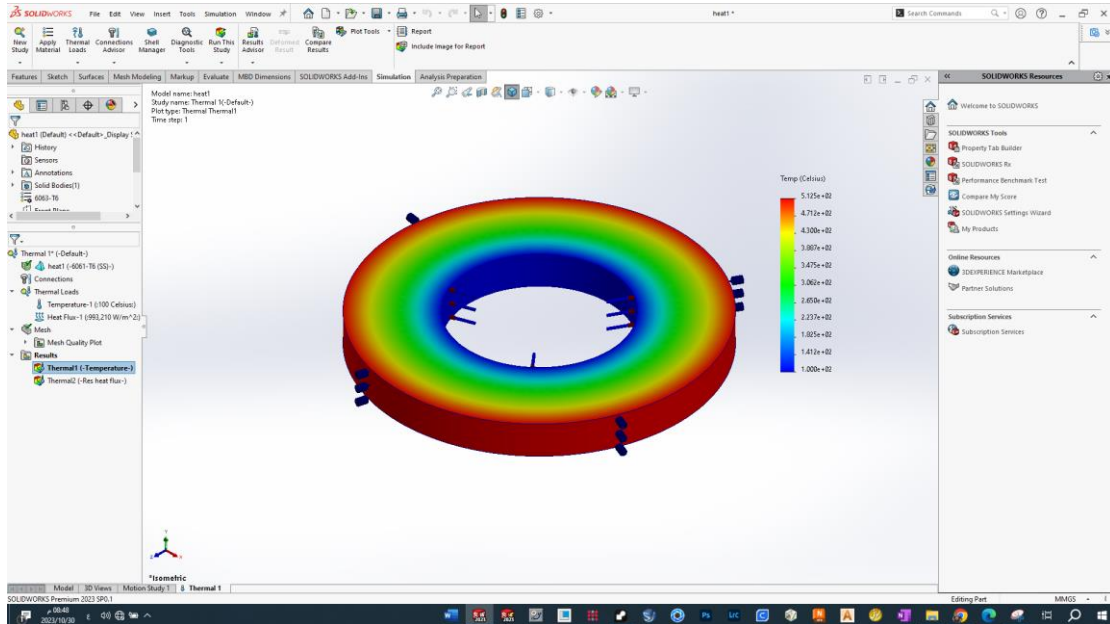 SOLIDWORKS File Edit View Insert Tools Simulation Window heat1 * Search Commands
New Study Apply Material Thermal Loads Connections Advisor Shell Manager Diagnostic Tools Run This Study Results Advisor Deformed Result Compare Results Plot Tools Report
Include Image for Report
Features Sketch Surfaces Mesh Modeling Markup Evaluate MBD Dimensions SOLIDWORKS Add-Ins Simulation Analysis Preparation
heat1 (Default) <<Default>_Display
History
Sensors
Annotations
Solid Bodies(1)
6063-T6
Front Plane
Thermal 1* (-Default-)
heat1 (-6061-T6 (SS)-)
Connections
Thermal Loads
Temperature-1 (:100 Celsius:)
Heat Flux-1 (:993,210 W/m^2:)
Mesh
Mesh Quality Plot
Results
Thermal1 (-Temperature-)
Thermal2 (-Res heat flux-)
Model name: heat1
Study name: Thermal 1(-Default-)
Plot type: Thermal Thermal1
Time step: 1
Temp (Celsius)
5.125e+02
4.712e+02
4.300e+02
3.887e+02
3.475e+02
3.062e+02
2.650e+02
2.237e+02
1.825e+02
1.412e+02
1.000e+02
*Isometric
SOLIDWORKS Resources
Welcome to SOLIDWORKS
SOLIDWORKS Tools
Property Tab Builder
SOLIDWORKS Rx
Performance Benchmark Test
Compare My Score
SOLIDWORKS Settings Wizard
My Products
Online Resources
3DEXPERIENCE Marketplace
Partner Solutions
Subscription Services
Subscription Services
Model 3D Views Motion Study 1 Thermal 1
SOLIDWORKS Premium 2023 SP0.1 Editing Part MMGS
08:48 م
2023/10/30